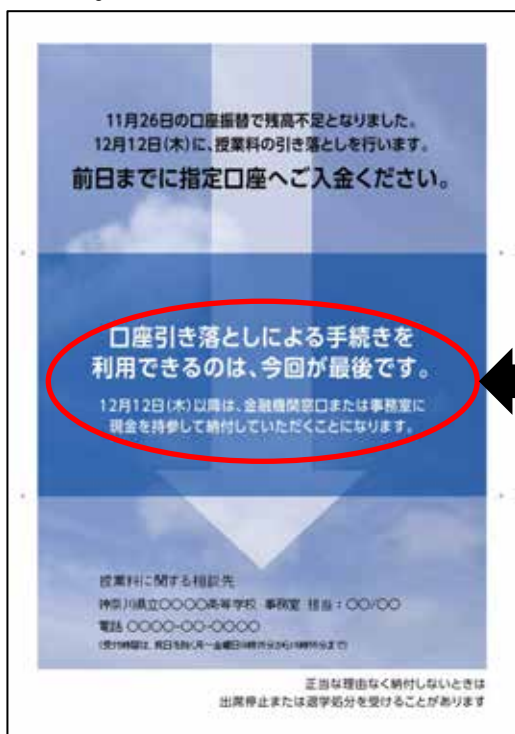 11月26日の口座振替で残高不足となりました。
12月12日(木)に、授業料の引き落としを行います。
前日までに指定口座へご入金ください。
口座引き落としによる手続きを
利用できるのは、今回が最後です。
12月12日(木)以降は、金融機関窓口または事務室に
現金を持参して納付していただくことになります。
授業料に関する相談先
神奈川県立〇〇〇〇高等学校 事務室 担当：〇〇/〇〇
電話 〇〇〇〇-〇〇-〇〇〇〇
正当な理由なく納付しないときは
出席停止または退学処分を受けることがあります